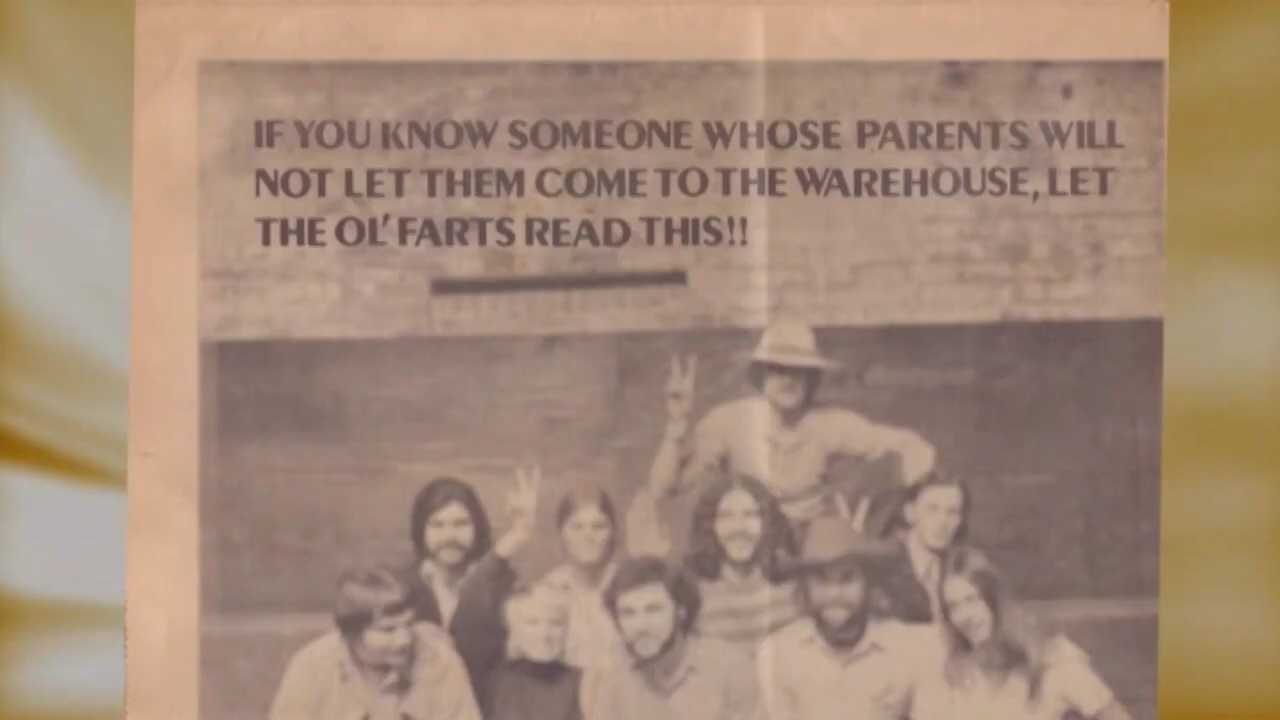 IF YOU KNOW SOMEONE WHOSE PARENTS WILL
NOT LET THEM COME TO THE WAREHOUSE, LET
THE OL' FARTS READ THIS!!